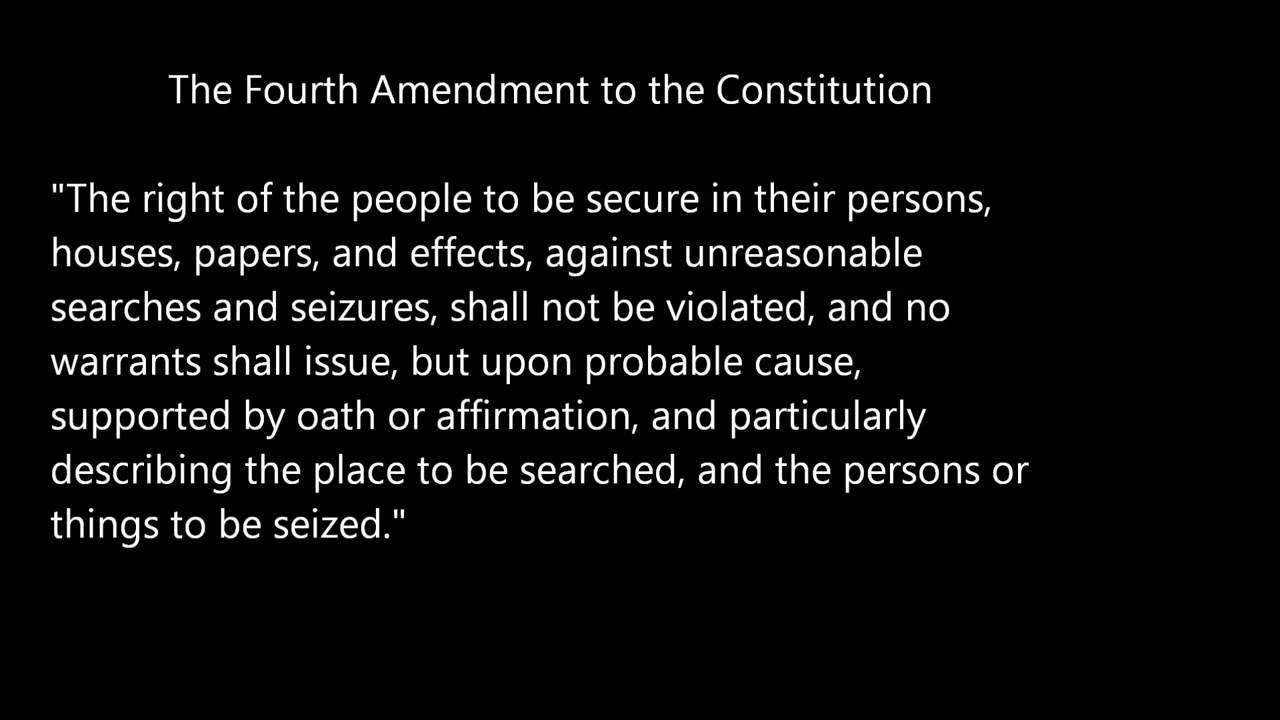 The Fourth Amendment to the Constitution
"The right of the people to be secure in their persons,
houses, papers, and effects, against unreasonable
searches and seizures, shall not be violated, and no
warrants shall issue, but upon probable cause,
supported by oath or affirmation, and particularly
describing the place to be searched, and the persons or
things to be seized."